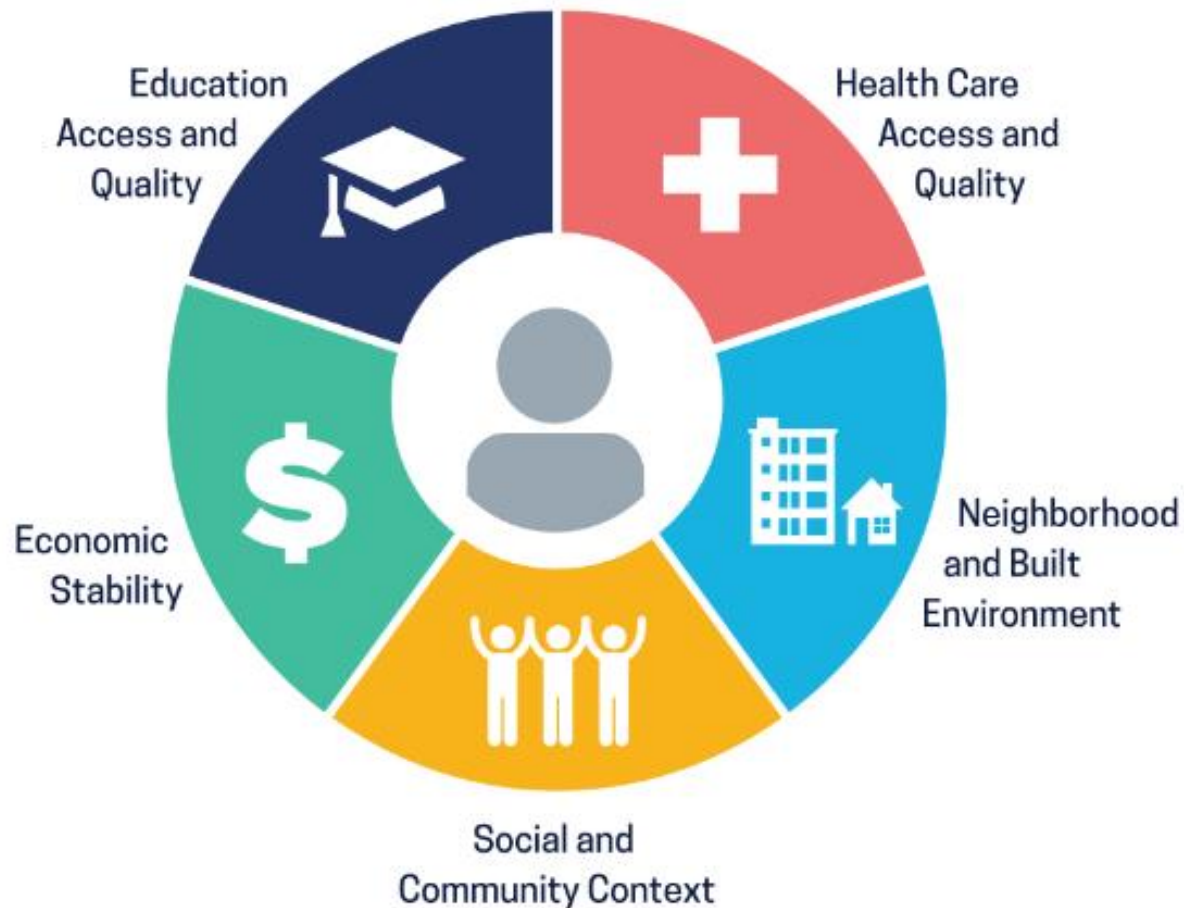 Education
Access and
Quality
Health Care
Access and
Quality
Economic
Stability
$
Neighborhood
and Built
Environment
Social and
Community Context